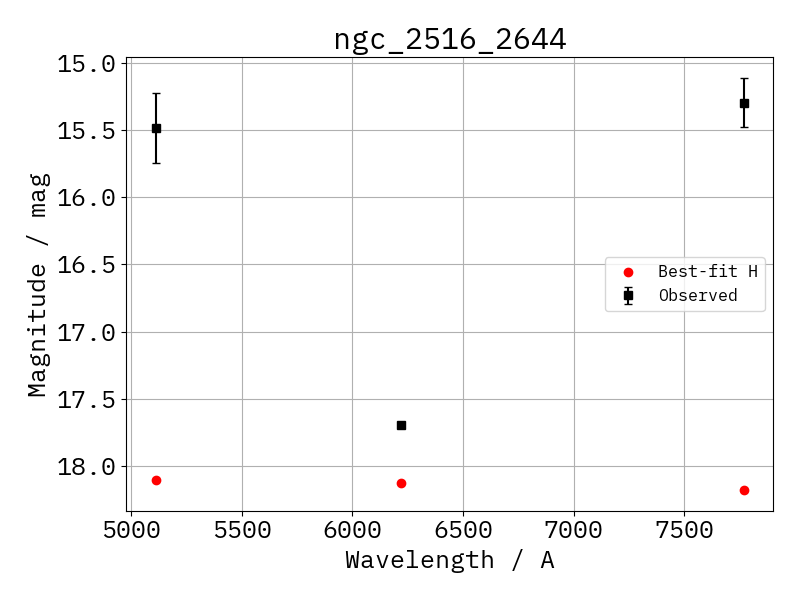 ngc_2516_2644
15.0
15.5
16.0
16.5
17.0
17.5
18.0
Magnitude / mag
Best-fit H
Observed
5000 5500 6000 6500 7000 7500
Wavelength / A